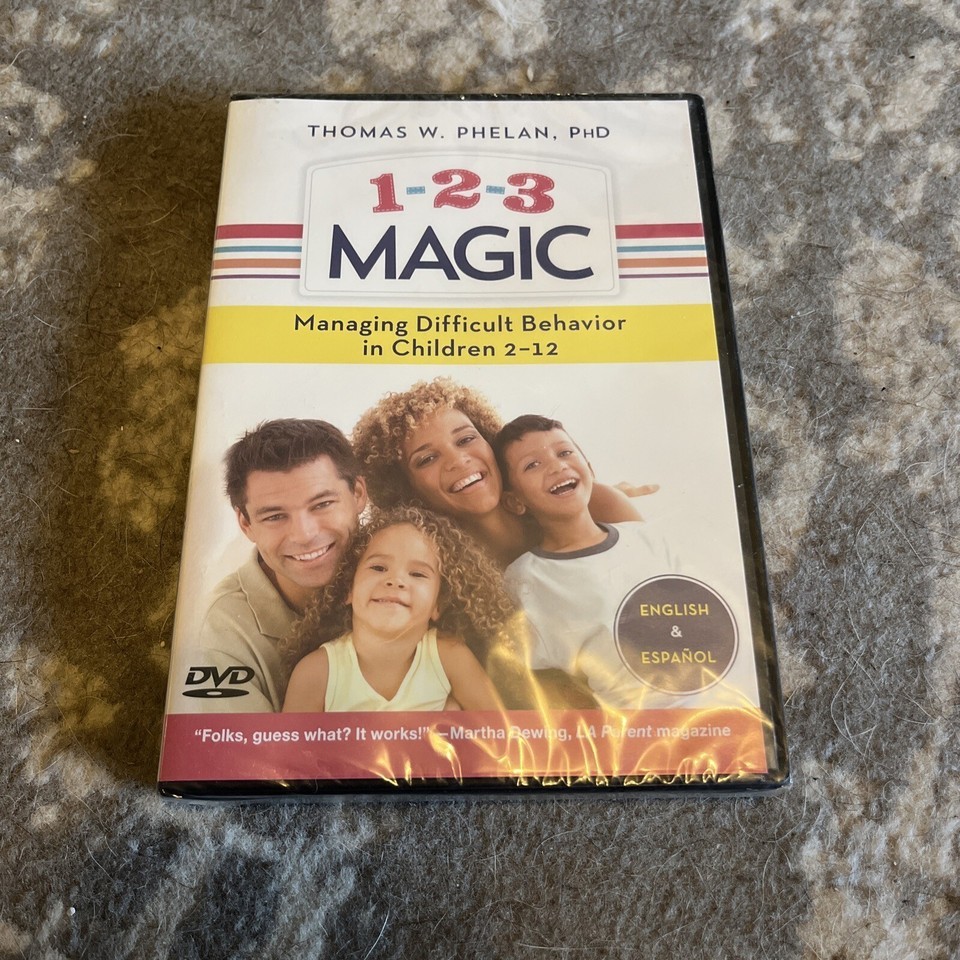 THOMAS W. PHELAN, PHD
1-2-3
MAGIC
Managing Difficult Behavior
in Children 2–12
ENGLISH
&
ESPAÑOL
DVD
“Folks, guess what? It works!” —Martha Dewing, LA Parent magazine